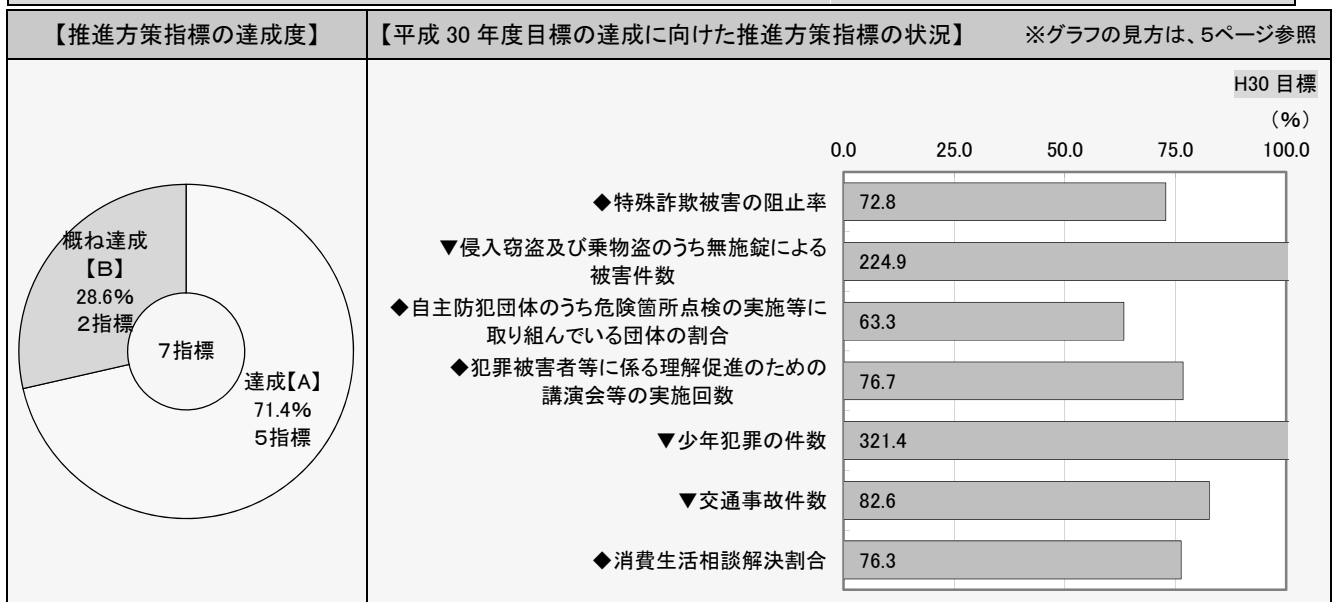 【推進方策指標の達成度】
【平成 30 年度目標の達成に向けた推進方策指標の状況】 ※グラフの見方は、5ページ参照
概ね達成
【B】
28.6%
2指標
7指標
達成【A】
71.4%
5指標
H30 目標
(%)
0.0 25.0 50.0 75.0 100.0
◆特殊詐欺被害の阻止率 72.8
▼侵入窃盗及び乗物盗のうち無施錠による
被害件数 224.9
◆自主防犯団体のうち危険箇所点検の実施等に
取り組んでいる団体の割合 63.3
◆犯罪被害者等に係る理解促進のための
講演会等の実施回数 76.7
▼少年犯罪の件数 321.4
▼交通事故件数 82.6
◆消費生活相談解決割合 76.3